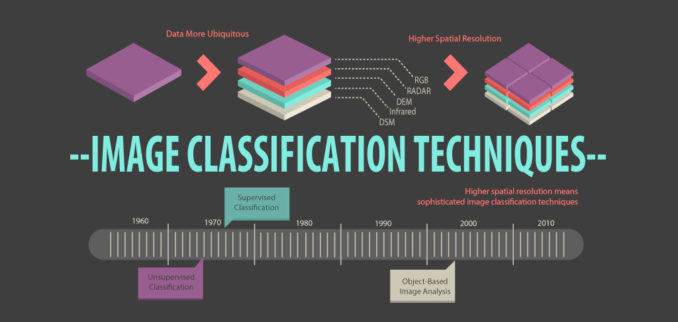 Data More Ubiquitous
Higher Spatial Resolution
RGB
RADAR
DEM
Infrared
DSM
--IMAGE CLASSIFICATION TECHNIQUES--
Higher spatial resolution means
sophisticated image classification techniques
Supervised
Classification
1960
1970
1980
1990
2000
2010
Unsupervised
Classification
Object-Based
Image Analysis